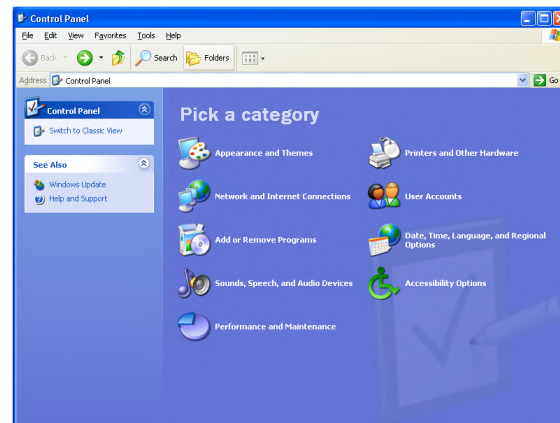 Control Panel
File Edit View Favorites Tools Help
Back Search Folders
Address Control Panel Go
Control Panel
Switch to Classic View
See Also
Windows Update
Help and Support
Pick a category
Appearance and Themes
Printers and Other Hardware
Network and Internet Connections
User Accounts
Add or Remove Programs
Date, Time, Language, and Regional
Options
Sounds, Speech, and Audio Devices
Accessibility Options
Performance and Maintenance